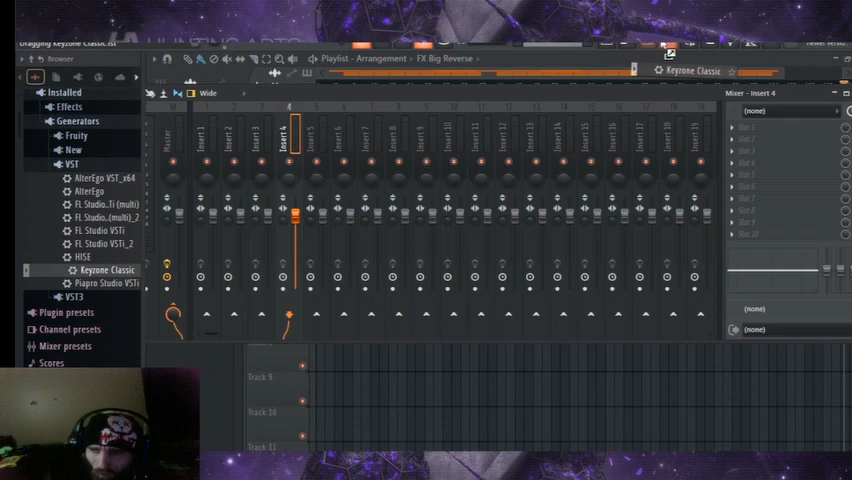 Dragging Keyzone Classic.fst
Browser
Playlist - Arrangement › FX Big Reverse ›
Keyzone Classic
Installed
Effects
Generators
Fruity
New
VST
AlterEgo VST_x64
AlterEgo
FL Studio...Ti (multi)
FL Stud..(multi)_2
FL Studio VSTi
FL Studio VSTi_2
HISE
Keyzone Classic
Piapro Studio VSTi
VST3
Plugin presets
Channel presets
Mixer presets
Scores
Wide
M
4
Master
Insert 1
Insert 2
Insert 3
Insert 4
Insert 5
Insert 6
Insert 7
Insert 8
Insert 9
Insert 10
Insert 11
Insert 12
Insert 13
Insert 14
Insert 15
Insert 16
Insert 17
Insert 18
Insert 19
Mixer - Insert 4
(none)
Slot 1
Slot 2
Slot 3
Slot 4
Slot 5
Slot 6
Slot 7
Slot 8
Slot 9
Slot 10
(none)
(none)
Track 9
Track 10
Track 11